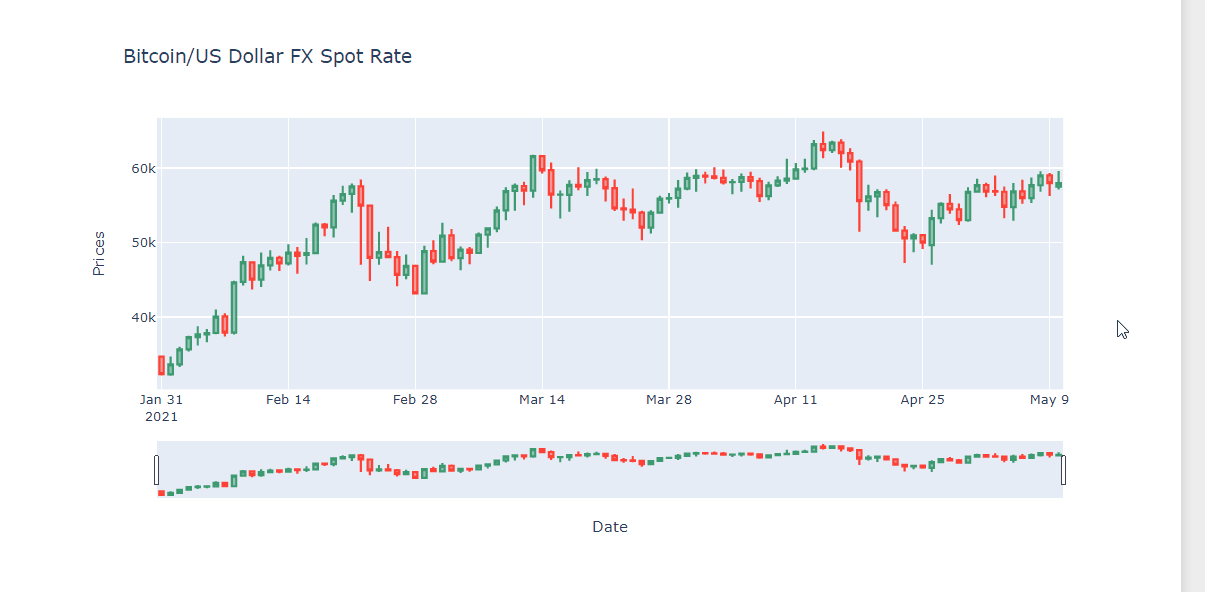 Bitcoin/US Dollar FX Spot Rate
Prices
60k
50k
40k
Jan 31 Feb 14 Feb 28 Mar 14 Mar 28 Apr 11 Apr 25 May 9
2021
Date